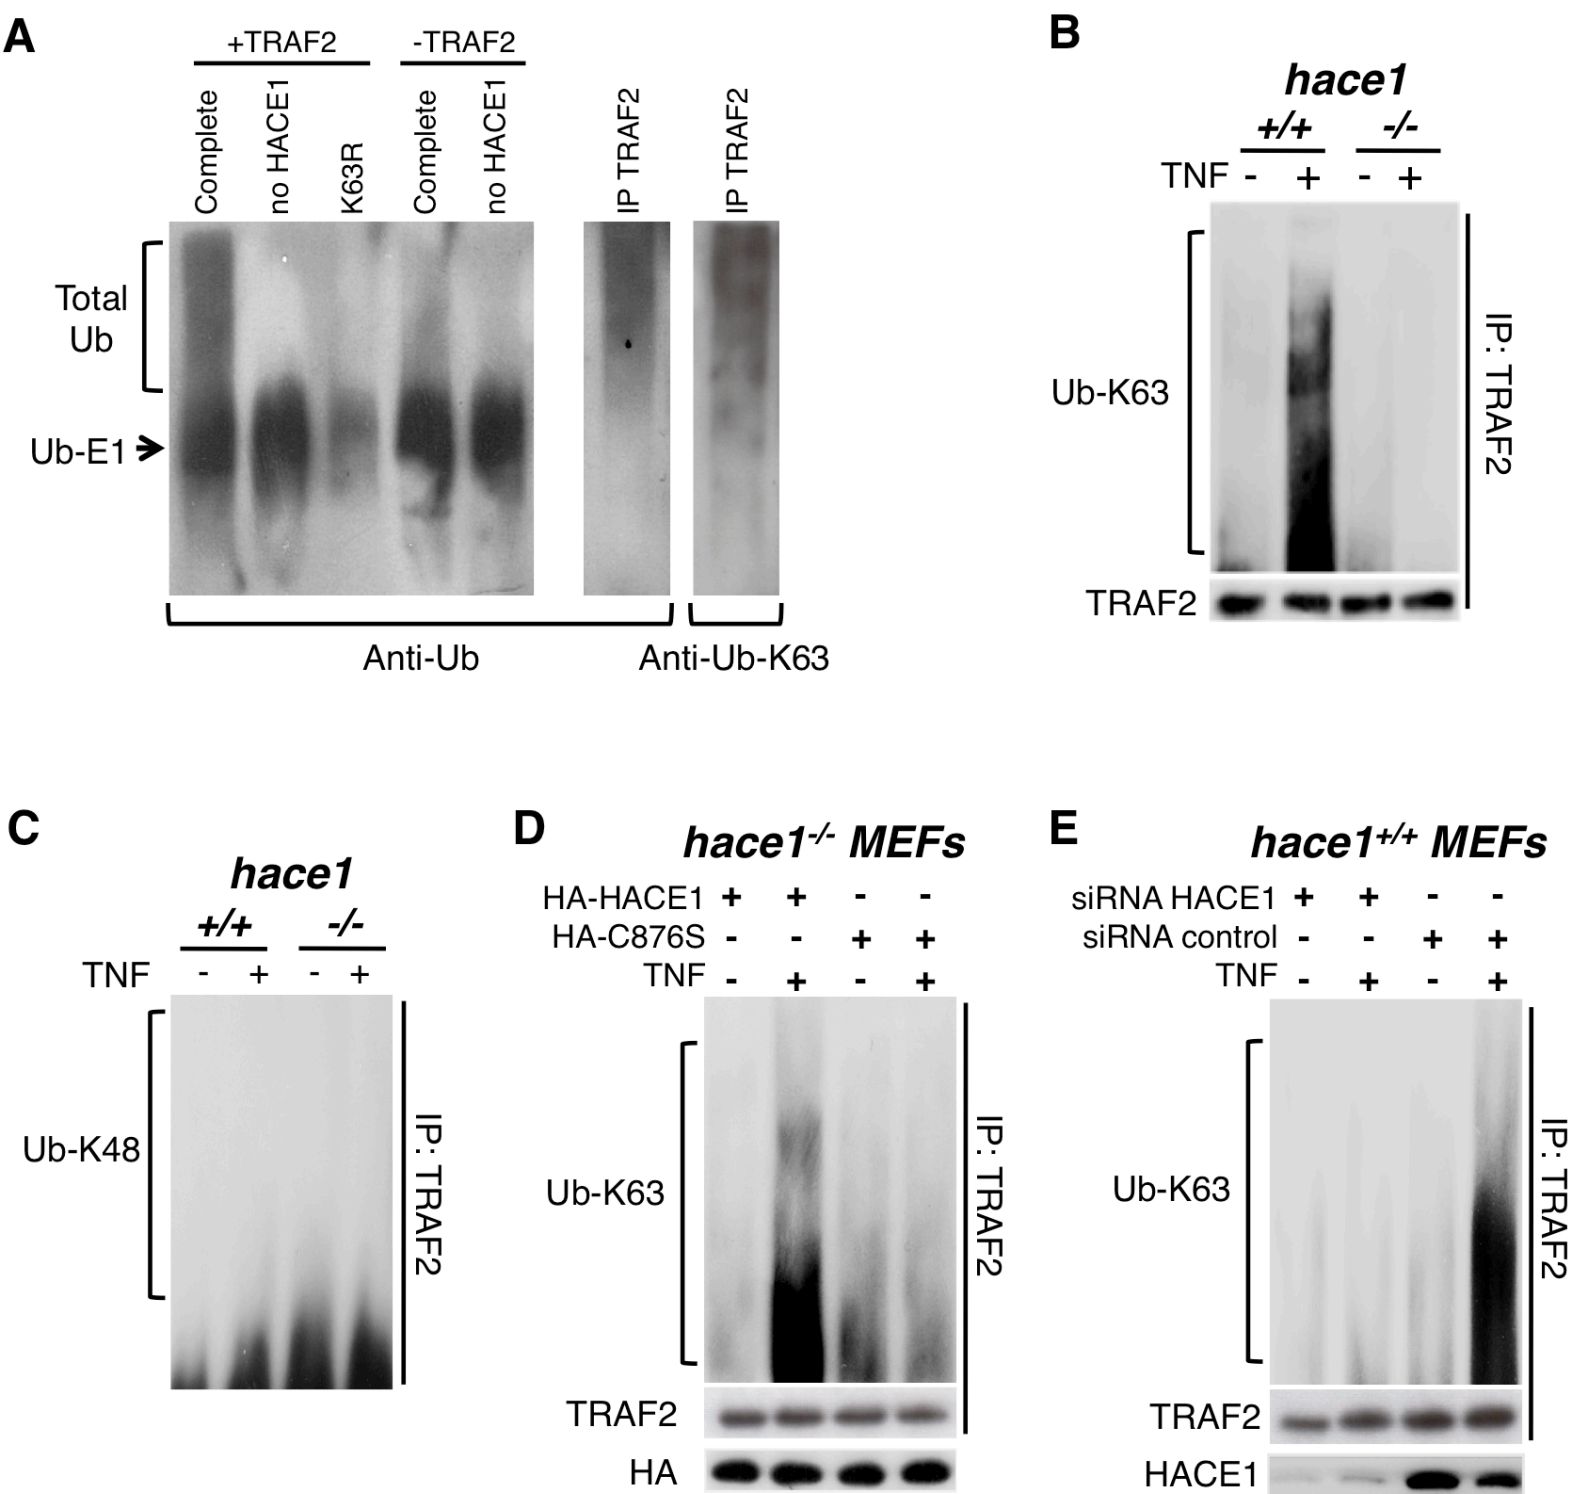 A
+TRAF2
-TRAF2
Complete
no HACE1
K63R
Complete
no HACE1
IP TRAF2
IP TRAF2
Total
Ub
Ub-E1
Anti-Ub
Anti-Ub-K63
B
hace1
+/+
-/-
TNF - + - +
Ub-K63
IP: TRAF2
TRAF2
C
hace1
+/+
-/-
TNF - + - +
Ub-K48
IP: TRAF2
D
hace1-/- MEFs
HA-HACE1 + + - -
HA-C876S - - + +
TNF - + - +
Ub-K63
IP: TRAF2
TRAF2
HA
E
hace1+/+ MEFs
siRNA HACE1 + + - -
siRNA control - - + +
TNF - + - +
Ub-K63
IP: TRAF2
TRAF2
HACE1